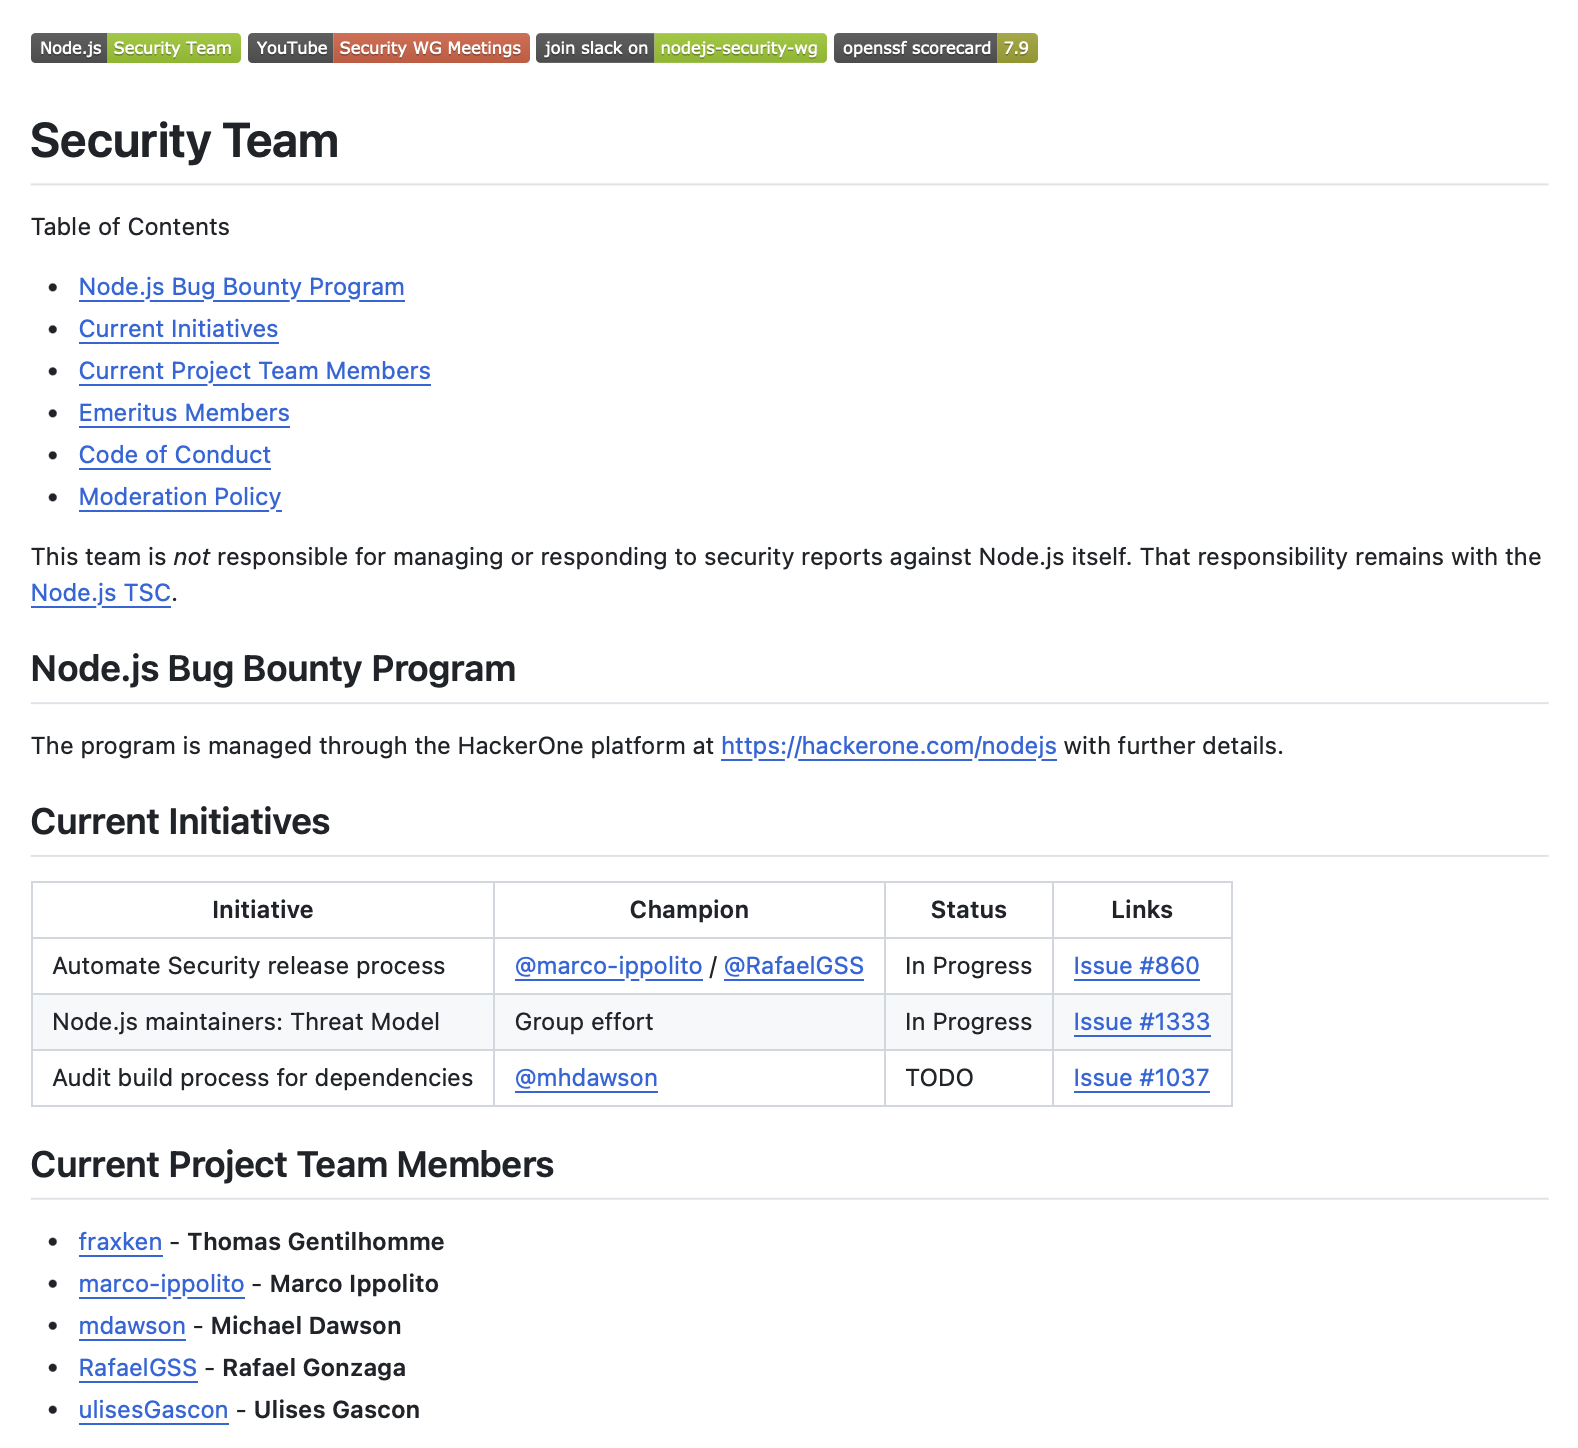 Node.js Security Team YouTube Security WG Meetings join slack on nodejs-security-wg openssf scorecard 7.9
Security Team
Table of Contents
Node.js Bug Bounty Program
Current Initiatives
Current Project Team Members
Emeritus Members
Code of Conduct
Moderation Policy
This team is not responsible for managing or responding to security reports against Node.js itself. That responsibility remains with the
Node.js TSC.
Node.js Bug Bounty Program
The program is managed through the HackerOne platform at https://hackerone.com/nodejs with further details.
Current Initiatives
Initiative Champion Status Links
Automate Security release process @marco-ippolito / @RafaelGSS In Progress Issue #860
Node.js maintainers: Threat Model Group effort In Progress Issue #1333
Audit build process for dependencies @mhdawson TODO Issue #1037
Current Project Team Members
fraxken - Thomas Gentilhomme
marco-ippolito - Marco Ippolito
mdawson - Michael Dawson
RafaelGSS - Rafael Gonzaga
ulisesGascon - Ulises Gascon